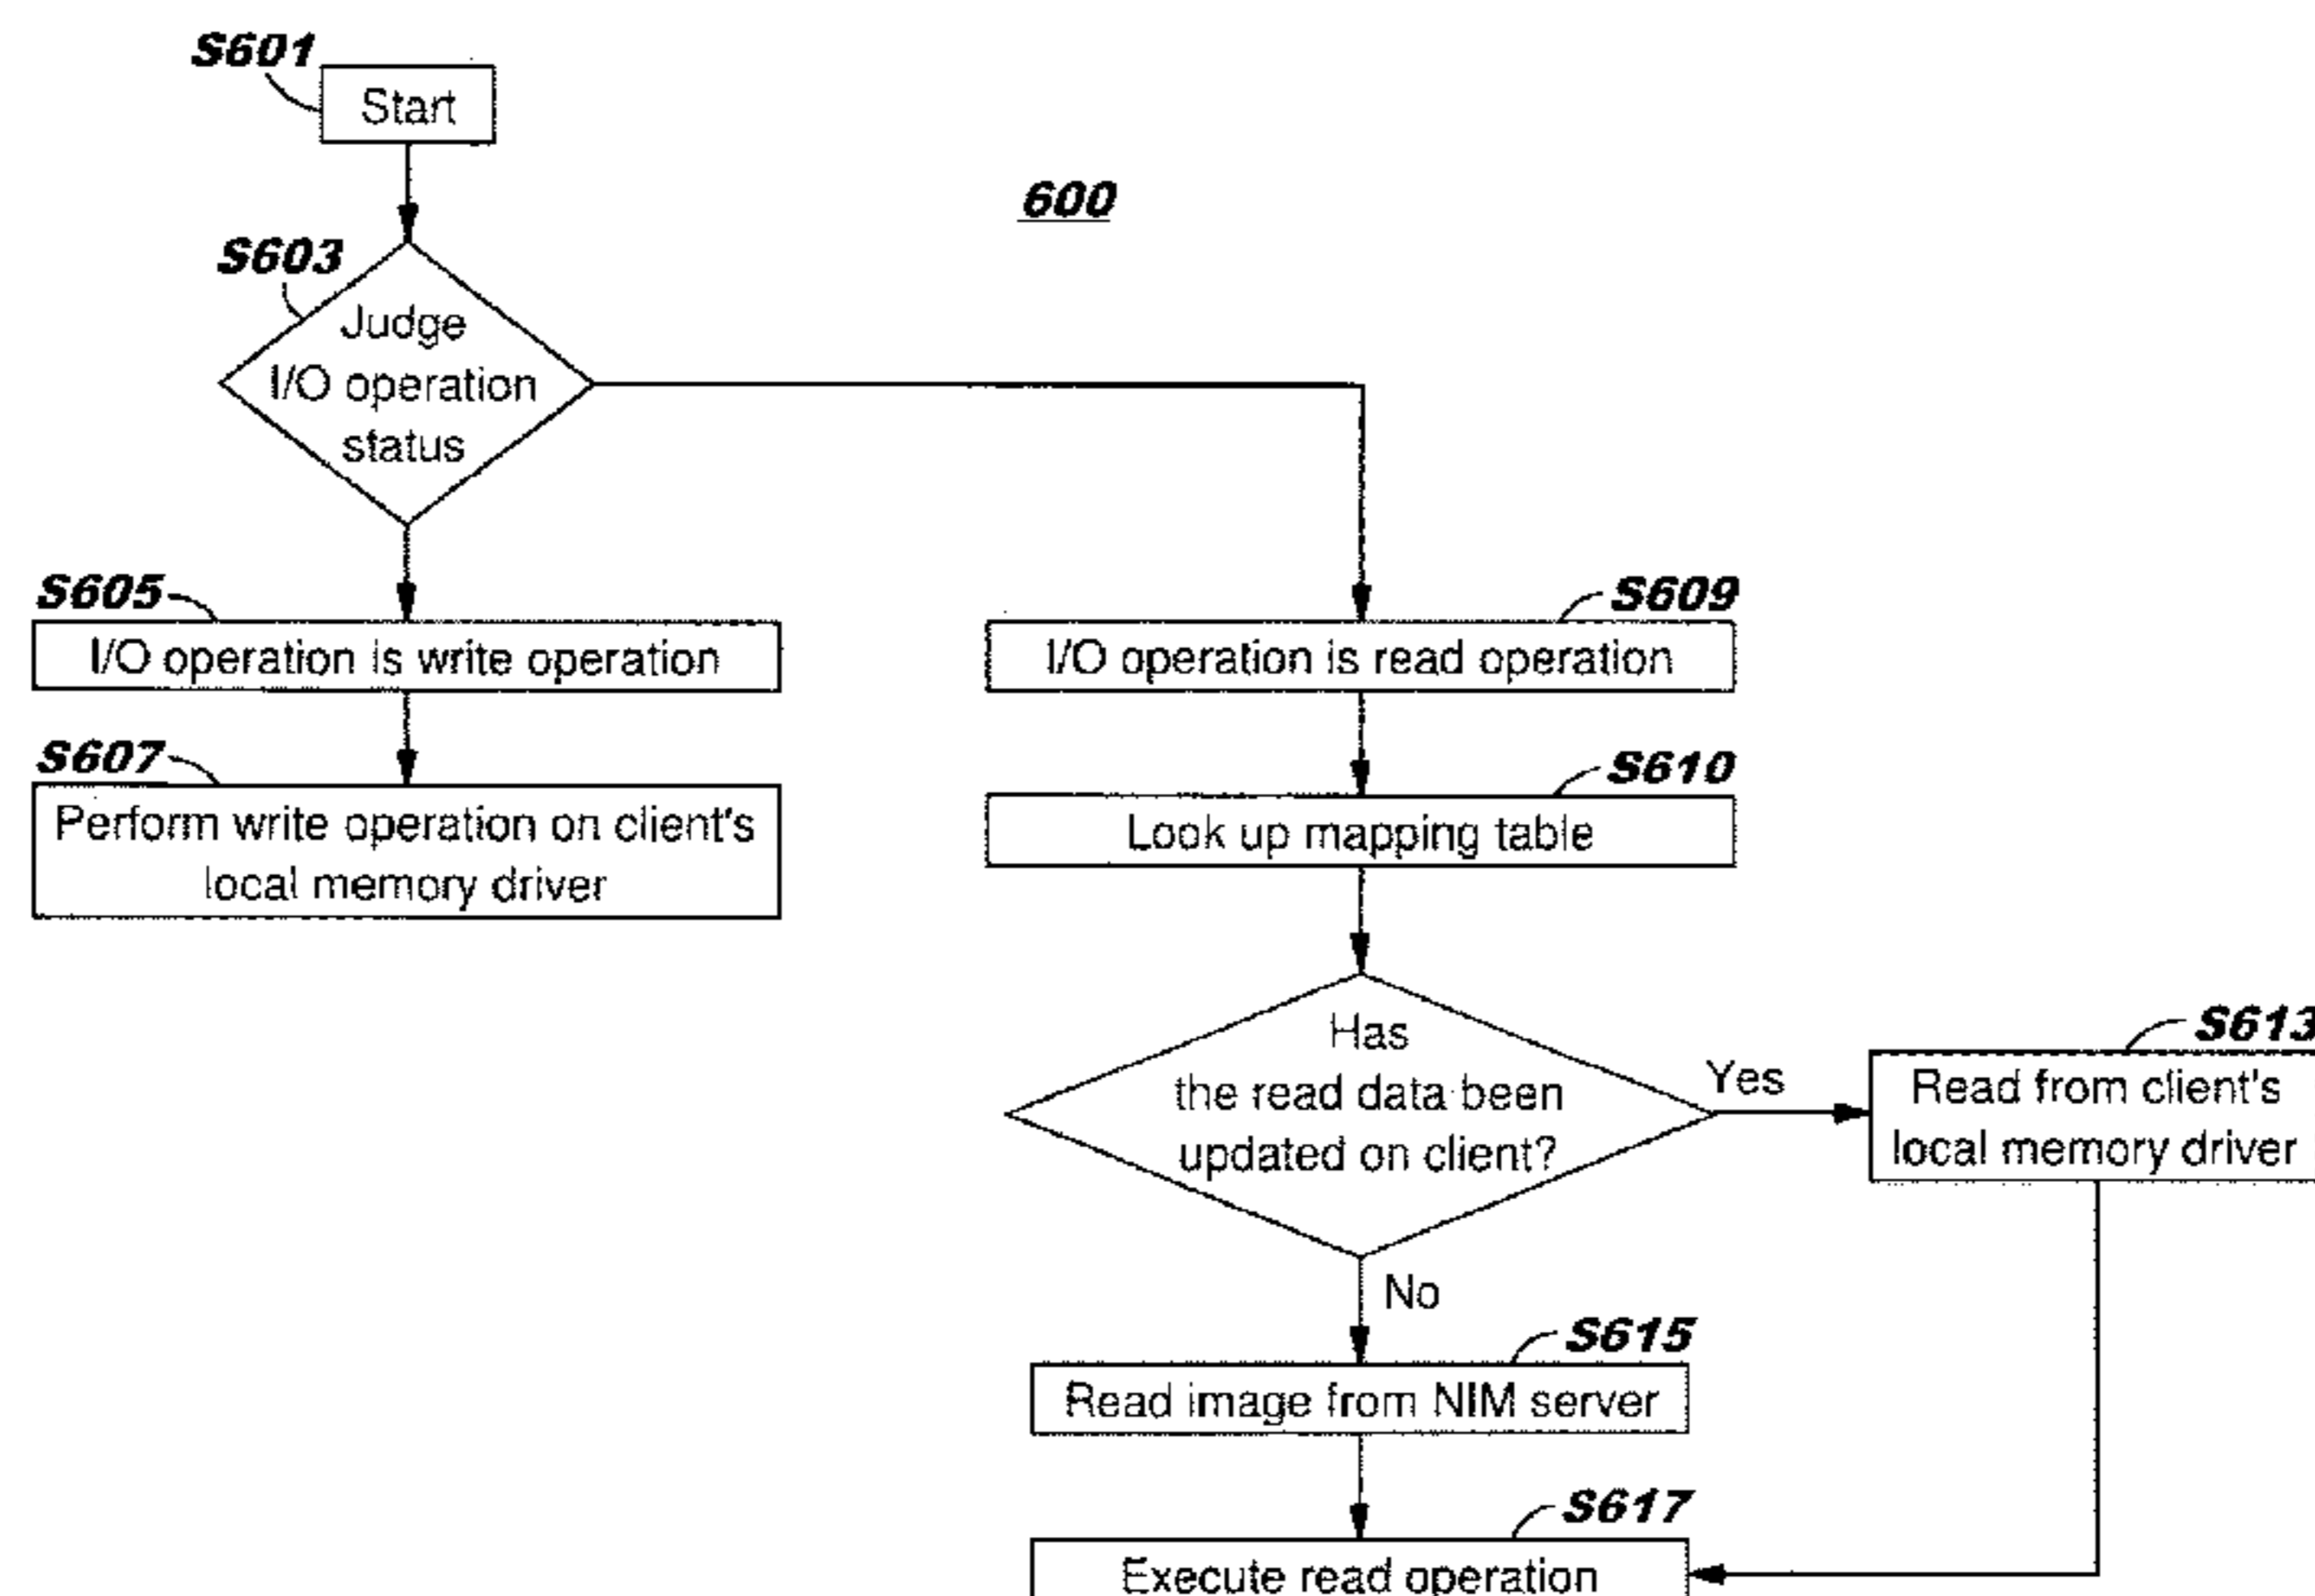 S601
Start
600
S603
Judge
I/O operation
status
S605
I/O operation is write operation
S609
I/O operation is read operation
S607
Perform write operation on client's
local memory driver
S610
Look up mapping table
Has
the read data been
updated on client?
Yes
S613
Read from client's
local memory driver
No
S615
Read image from NIM server
S617
Execute read operation